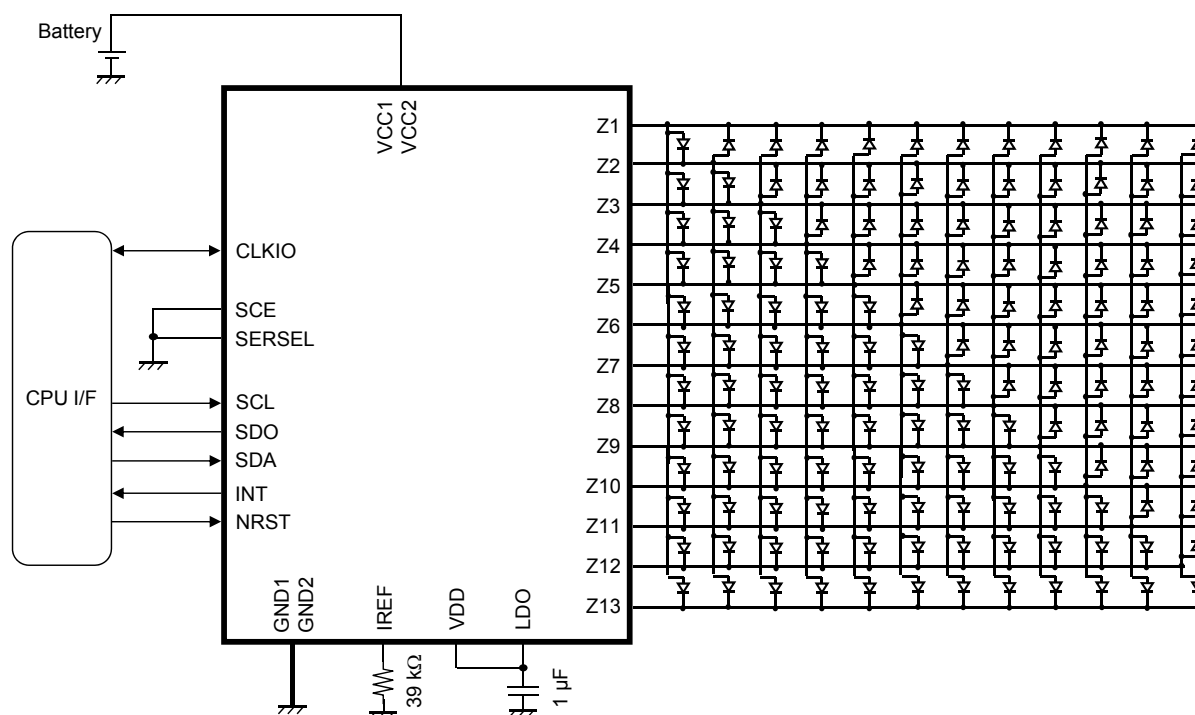 Battery
VCC1
VCC2
Z1
Z2
Z3
Z4
Z5
Z6
Z7
Z8
Z9
Z10
Z11
Z12
Z13
CPU I/F
CLKIO
SCE
SERSEL
SCL
SDO
SDA
INT
NRST
GND1
GND2
IREF
VDD
LDO
39 kΩ
1 µF